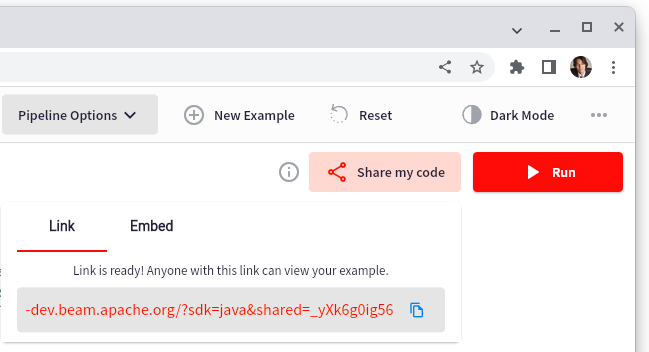 Pipeline Options New Example Reset Dark Mode
Share my code Run
Link Embed
Link is ready! Anyone with this link can view your example.
-dev.beam.apache.org/?sdk=java&shared=_yXk6g0ig56